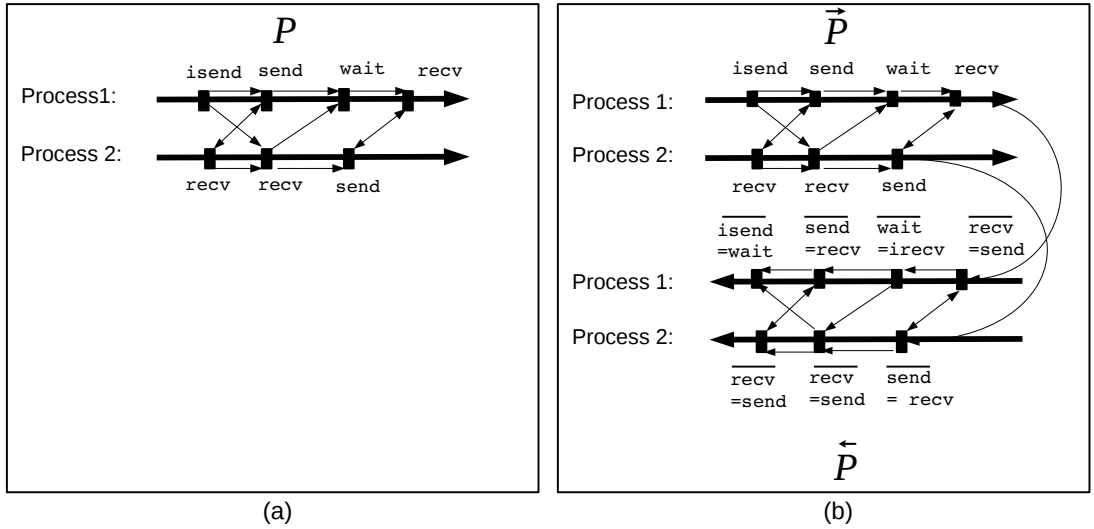 P
isend send wait recv
Process1:
Process 2:
recv recv send
(a)
P
isend send wait recv
Process 1:
Process 2:
recv recv send
isend send wait recv
=wait =recv =irecv =send
Process 1:
Process 2:
recv recv send
=send =send = recv
P
(b)